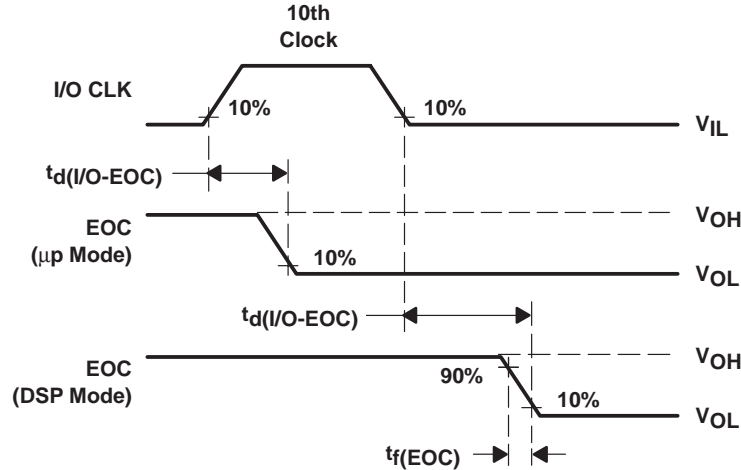 10th
Clock
I/O CLK
10%
10%
VIL
td(I/O-EOC)
EOC
(μp Mode)
VOH
10%
VOL
td(I/O-EOC)
EOC
(DSP Mode)
VOH
90%
10%
VOL
tf(EOC)